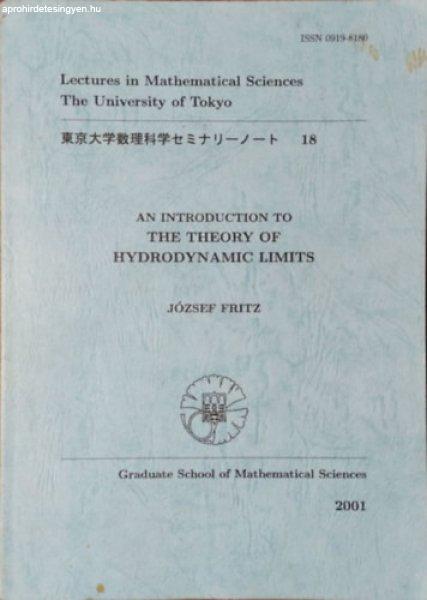 aprohirdetesingyen.hu
ISSN 0919-8180
Lectures in Mathematical Sciences
The University of Tokyo
東京大学数理科学セミナリーノート 18
AN INTRODUCTION TO
THE THEORY OF
HYDRODYNAMIC LIMITS
JÓZSEF FRITZ
Graduate School of Mathematical Sciences
2001